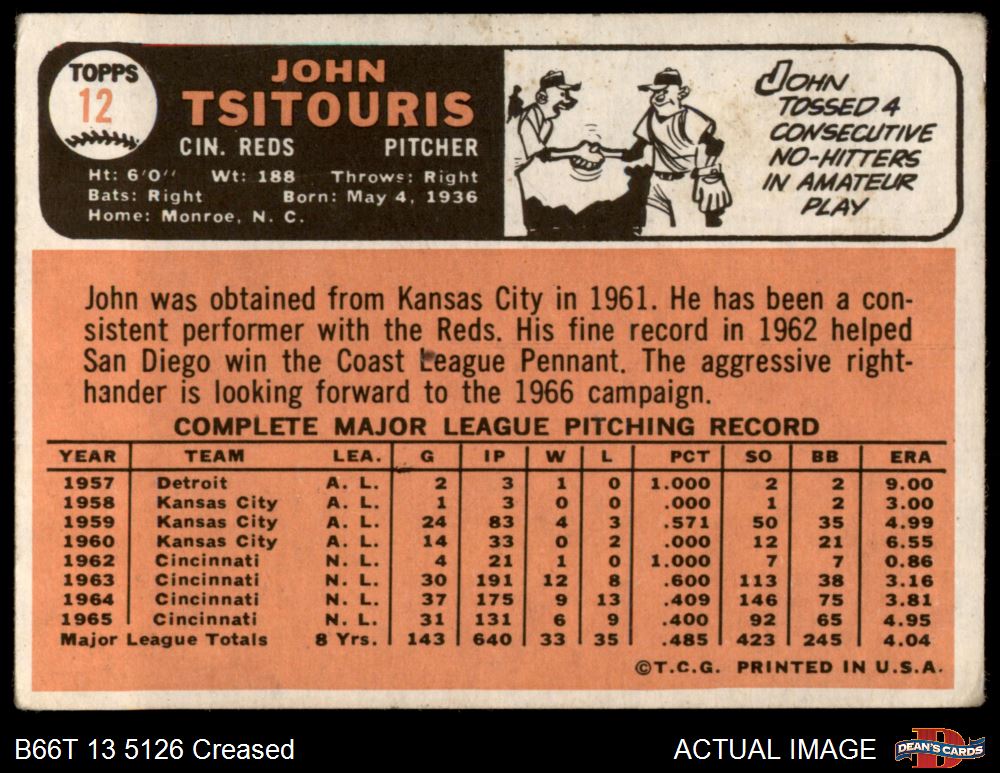 TOPPS
12
JOHN
TSITOURIS
CIN. REDS PITCHER
Ht: 6'0" Wt: 188 Throws: Right
Bats: Right Born: May 4, 1936
Home: Monroe, N. C.
JOHN
TOSSED 4
CONSECUTIVE
NO-HITTERS
IN AMATEUR
PLAY
John was obtained from Kansas City in 1961. He has been a con-
sistent performer with the Reds. His fine record in 1962 helped
San Diego win the Coast League Pennant. The aggressive right-
hander is looking forward to the 1966 campaign.
COMPLETE MAJOR LEAGUE PITCHING RECORD
YEAR TEAM LEA. G IP W L PCT SO BB ERA
1957 Detroit A. L. 2 3 1 0 1.000 2 2 9.00
1958 Kansas City A. L. 1 3 0 0 .000 1 2 3.00
1959 Kansas City A. L. 24 83 4 3 .571 50 35 4.99
1960 Kansas City A. L. 14 33 0 2 .000 12 21 6.55
1962 Cincinnati N. L. 4 21 1 0 1.000 7 7 0.86
1963 Cincinnati N. L. 30 191 12 8 .600 113 38 3.16
1964 Cincinnati N. L. 37 175 9 13 .409 146 75 3.81
1965 Cincinnati N. L. 31 131 6 9 .400 92 65 4.95
Major League Totals 8 Yrs. 143 640 33 35 .485 423 245 4.04
©T.C.G. PRINTED IN U.S.A.
B66T 13 5126 Creased ACTUAL IMAGE
DEAN'S CARDS